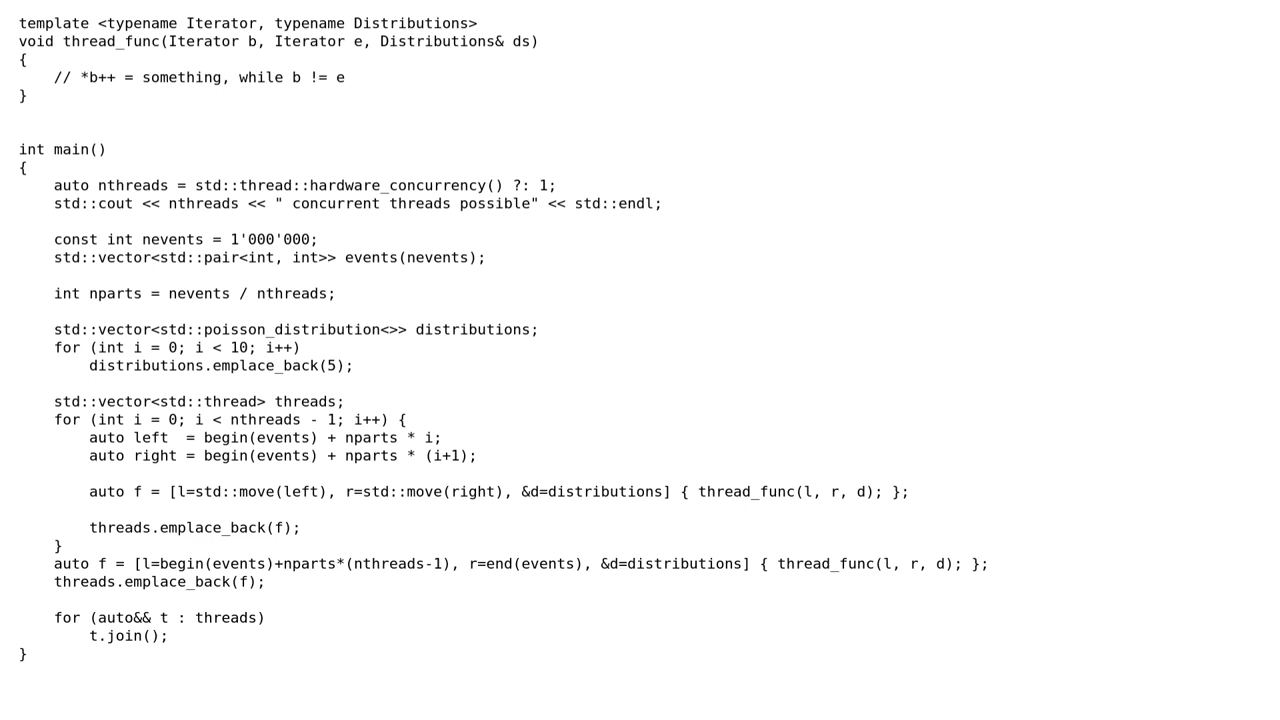 template <typename Iterator, typename Distributions>
void thread_func(Iterator b, Iterator e, Distributions& ds)
{
    // *b++ = something, while b != e
}


int main()
{
    auto nthreads = std::thread::hardware_concurrency() ?: 1;
    std::cout << nthreads << " concurrent threads possible" << std::endl;

    const int nevents = 1'000'000;
    std::vector<std::pair<int, int>> events(nevents);

    int nparts = nevents / nthreads;

    std::vector<std::poisson_distribution<>> distributions;
    for (int i = 0; i < 10; i++)
        distributions.emplace_back(5);

    std::vector<std::thread> threads;
    for (int i = 0; i < nthreads - 1; i++) {
        auto left  = begin(events) + nparts * i;
        auto right = begin(events) + nparts * (i+1);

        auto f = [l=std::move(left), r=std::move(right), &d=distributions] { thread_func(l, r, d); };

        threads.emplace_back(f);
    }
    auto f = [l=begin(events)+nparts*(nthreads-1), r=end(events), &d=distributions] { thread_func(l, r, d); };
    threads.emplace_back(f);

    for (auto&& t : threads)
        t.join();
}